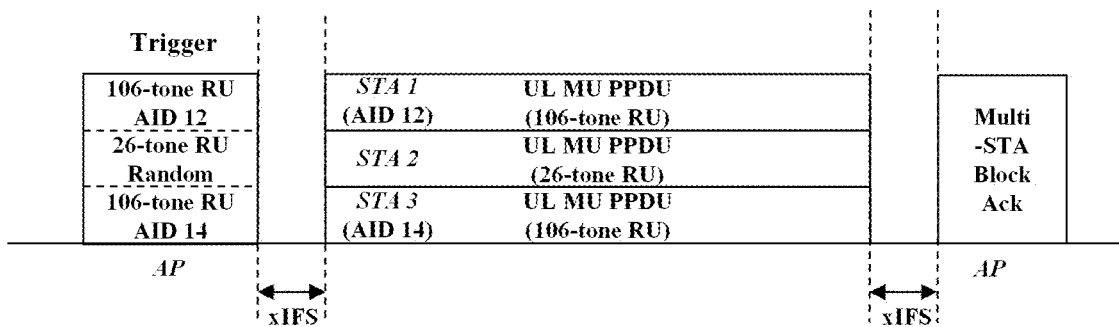 Trigger
106-tone RU
AID 12
26-tone RU
Random
106-tone RU
AID 14
AP
xIFS
STA 1
(AID 12)
UL MU PPDU
(106-tone RU)
STA 2
UL MU PPDU
(26-tone RU)
STA 3
(AID 14)
UL MU PPDU
(106-tone RU)
xIFS
Multi
-STA
Block
Ack
AP